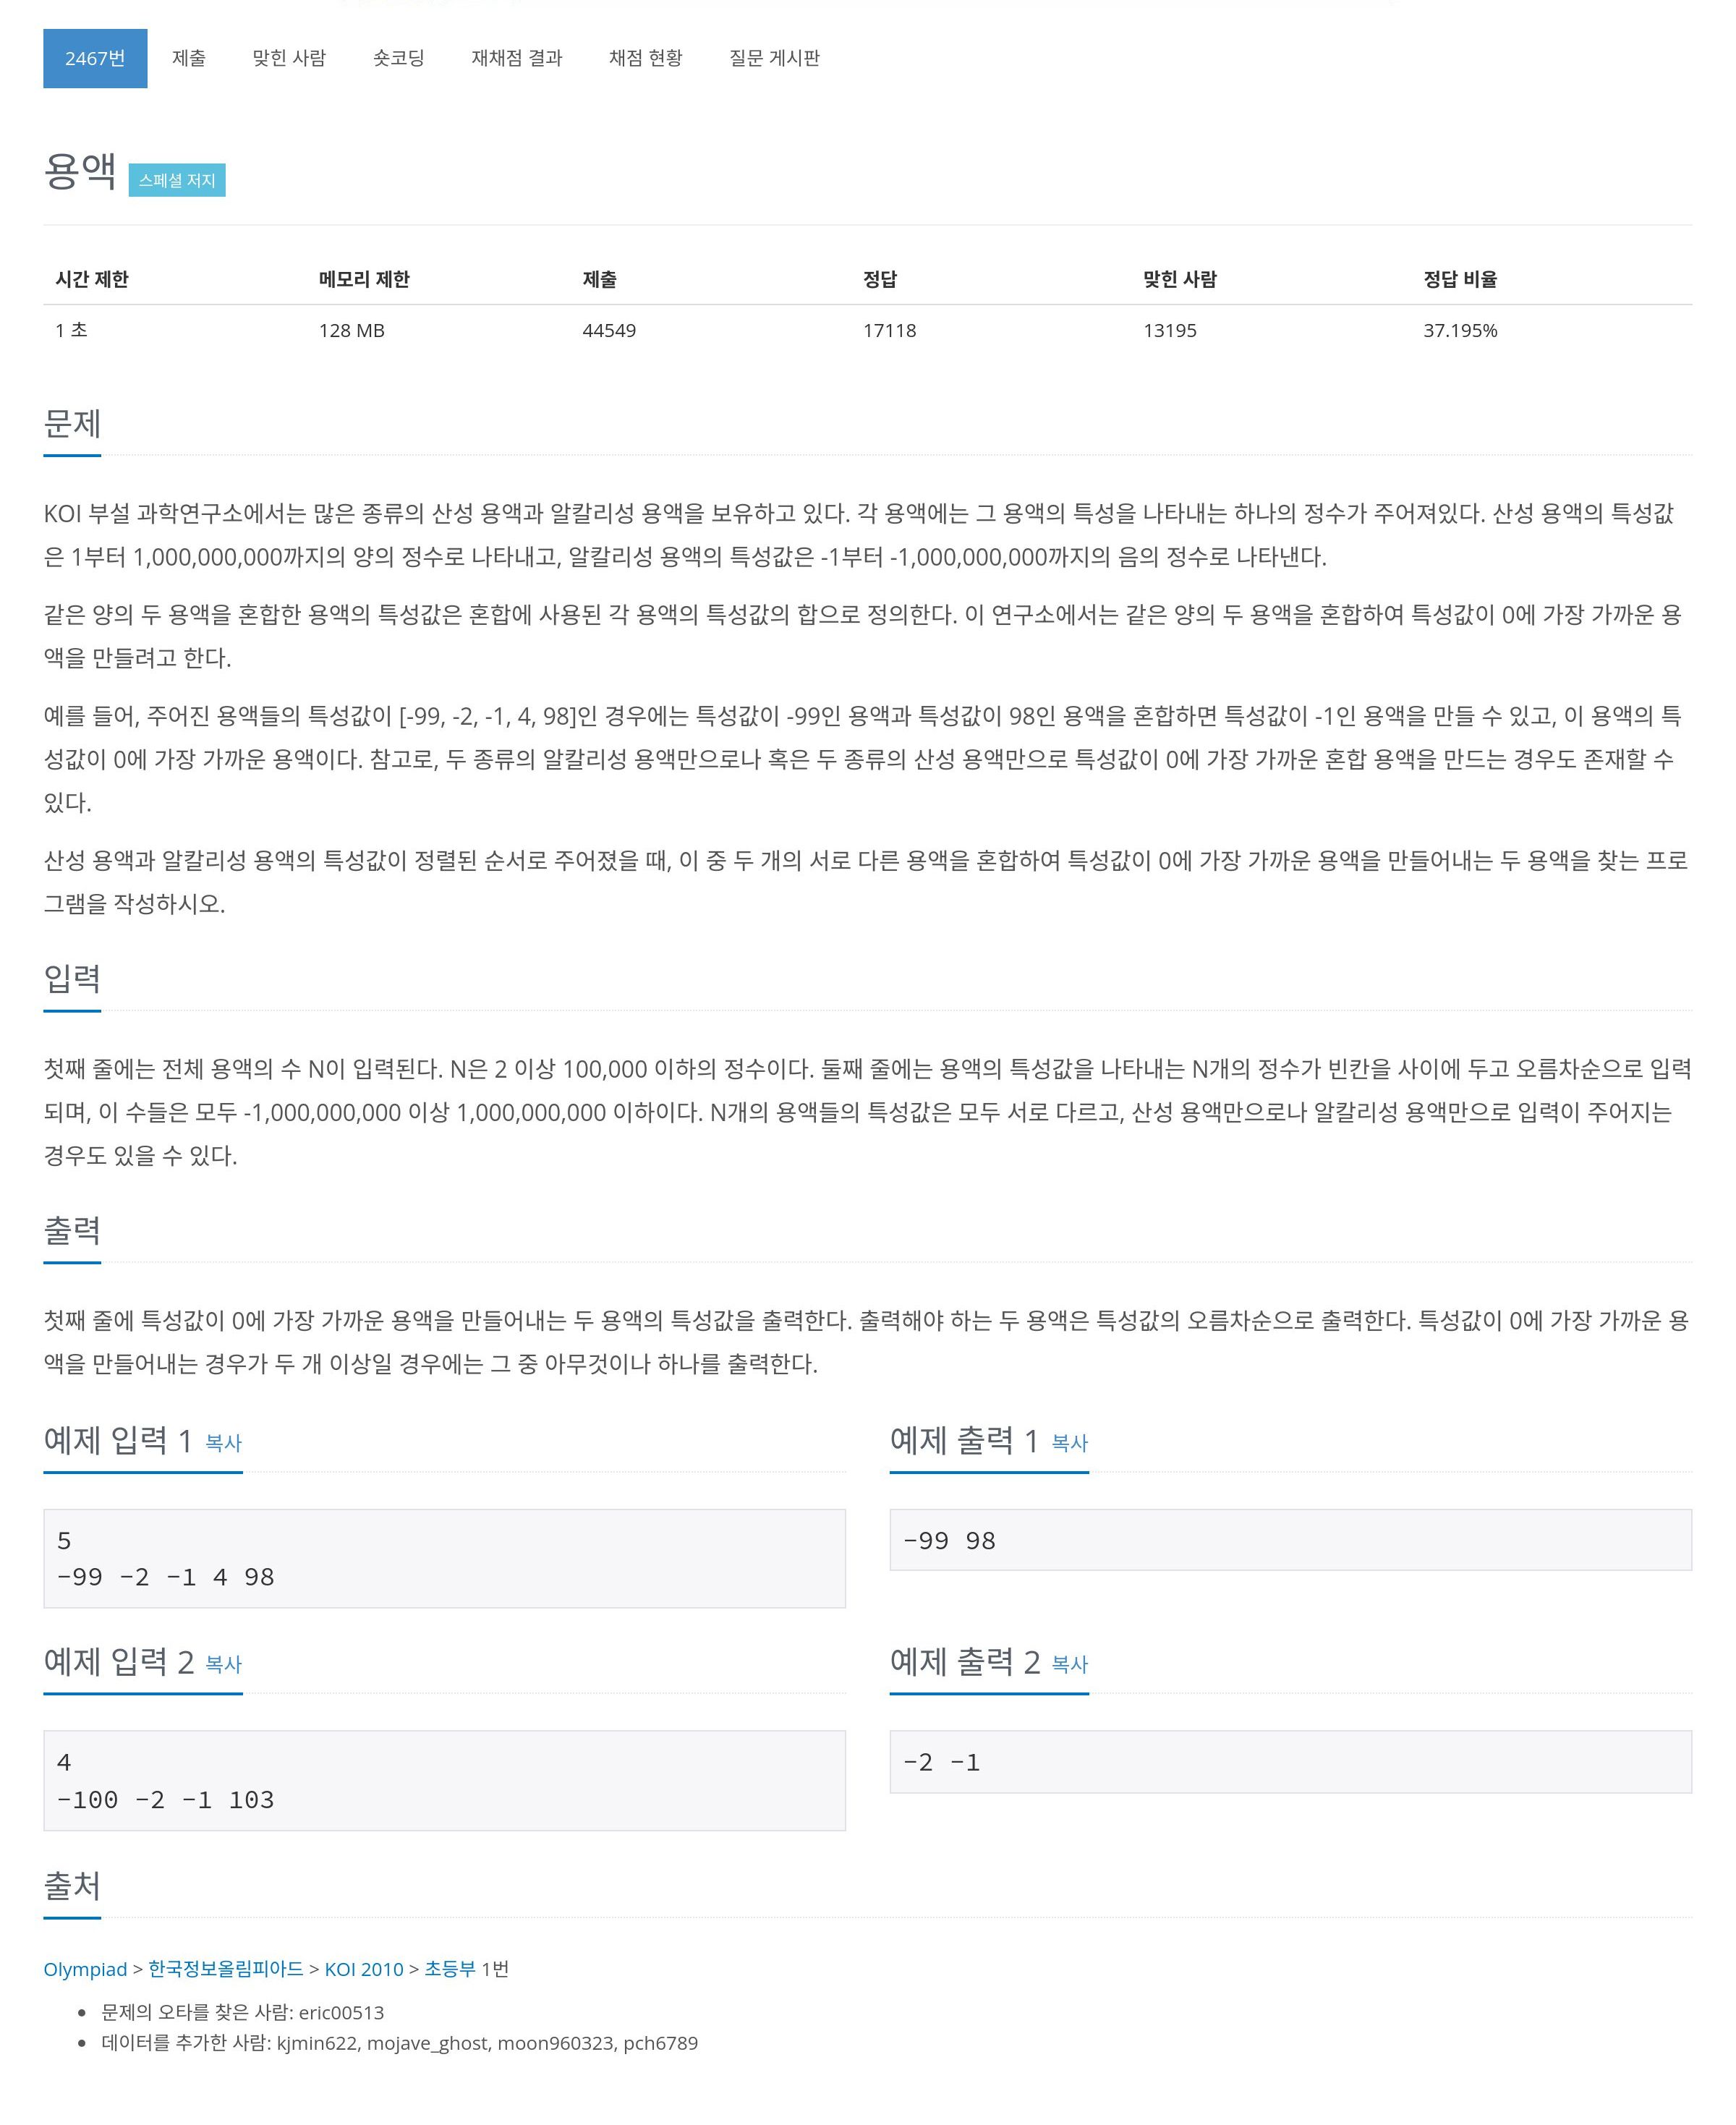 2467번 제출 맞힌 사람 숏코딩 재채점 결과 채점 현황 질문 게시판
용액 스페셜 저지
시간 제한 메모리 제한 제출 정답 맞힌 사람 정답 비율
1 초 128 MB 44549 17118 13195 37.195%
문제
KOI 부설 과학연구소에서는 많은 종류의 산성 용액과 알칼리성 용액을 보유하고 있다. 각 용액에는 그 용액의 특성을 나타내는 하나의 정수가 주어져있다. 산성 용액의 특성값
은 1부터 1,000,000,000까지의 양의 정수로 나타내고, 알칼리성 용액의 특성값은 -1부터 -1,000,000,000까지의 음의 정수로 나타낸다.
같은 양의 두 용액을 혼합한 용액의 특성값은 혼합에 사용된 각 용액의 특성값의 합으로 정의한다. 이 연구소에서는 같은 양의 두 용액을 혼합하여 특성값이 0에 가장 가까운 용
액을 만들려고 한다.
예를 들어, 주어진 용액들의 특성값이 [-99, -2, -1, 4, 98]인 경우에는 특성값이 -99인 용액과 특성값이 98인 용액을 혼합하면 특성값이 -1인 용액을 만들 수 있고, 이 용액의 특
성값이 0에 가장 가까운 용액이다. 참고로, 두 종류의 알칼리성 용액만으로나 혹은 두 종류의 산성 용액만으로 특성값이 0에 가장 가까운 혼합 용액을 만드는 경우도 존재할 수
있다.
산성 용액과 알칼리성 용액의 특성값이 정렬된 순서로 주어졌을 때, 이 중 두 개의 서로 다른 용액을 혼합하여 특성값이 0에 가장 가까운 용액을 만들어내는 두 용액을 찾는 프로
그램을 작성하시오.
입력
첫째 줄에는 전체 용액의 수 N이 입력된다. N은 2 이상 100,000 이하의 정수이다. 둘째 줄에는 용액의 특성값을 나타내는 N개의 정수가 빈칸을 사이에 두고 오름차순으로 입력
되며, 이 수들은 모두 -1,000,000,000 이상 1,000,000,000 이하이다. N개의 용액들의 특성값은 모두 서로 다르고, 산성 용액만으로나 알칼리성 용액만으로 입력이 주어지는
경우도 있을 수 있다.
출력
첫째 줄에 특성값이 0에 가장 가까운 용액을 만들어내는 두 용액의 특성값을 출력한다. 출력해야 하는 두 용액은 특성값의 오름차순으로 출력한다. 특성값이 0에 가장 가까운 용
액을 만들어내는 경우가 두 개 이상일 경우에는 그 중 아무것이나 하나를 출력한다.
예제 입력 1 복사
5
-99 -2 -1 4 98
예제 출력 1 복사
-99 98
예제 입력 2 복사
4
-100 -2 -1 103
예제 출력 2 복사
-2 -1
출처
Olympiad > 한국정보올림피아드 > KOI 2010 > 초등부 1번
• 문제의 오타를 찾은 사람: eric00513
• 데이터를 추가한 사람: kjmin622, mojave_ghost, moon960323, pch6789